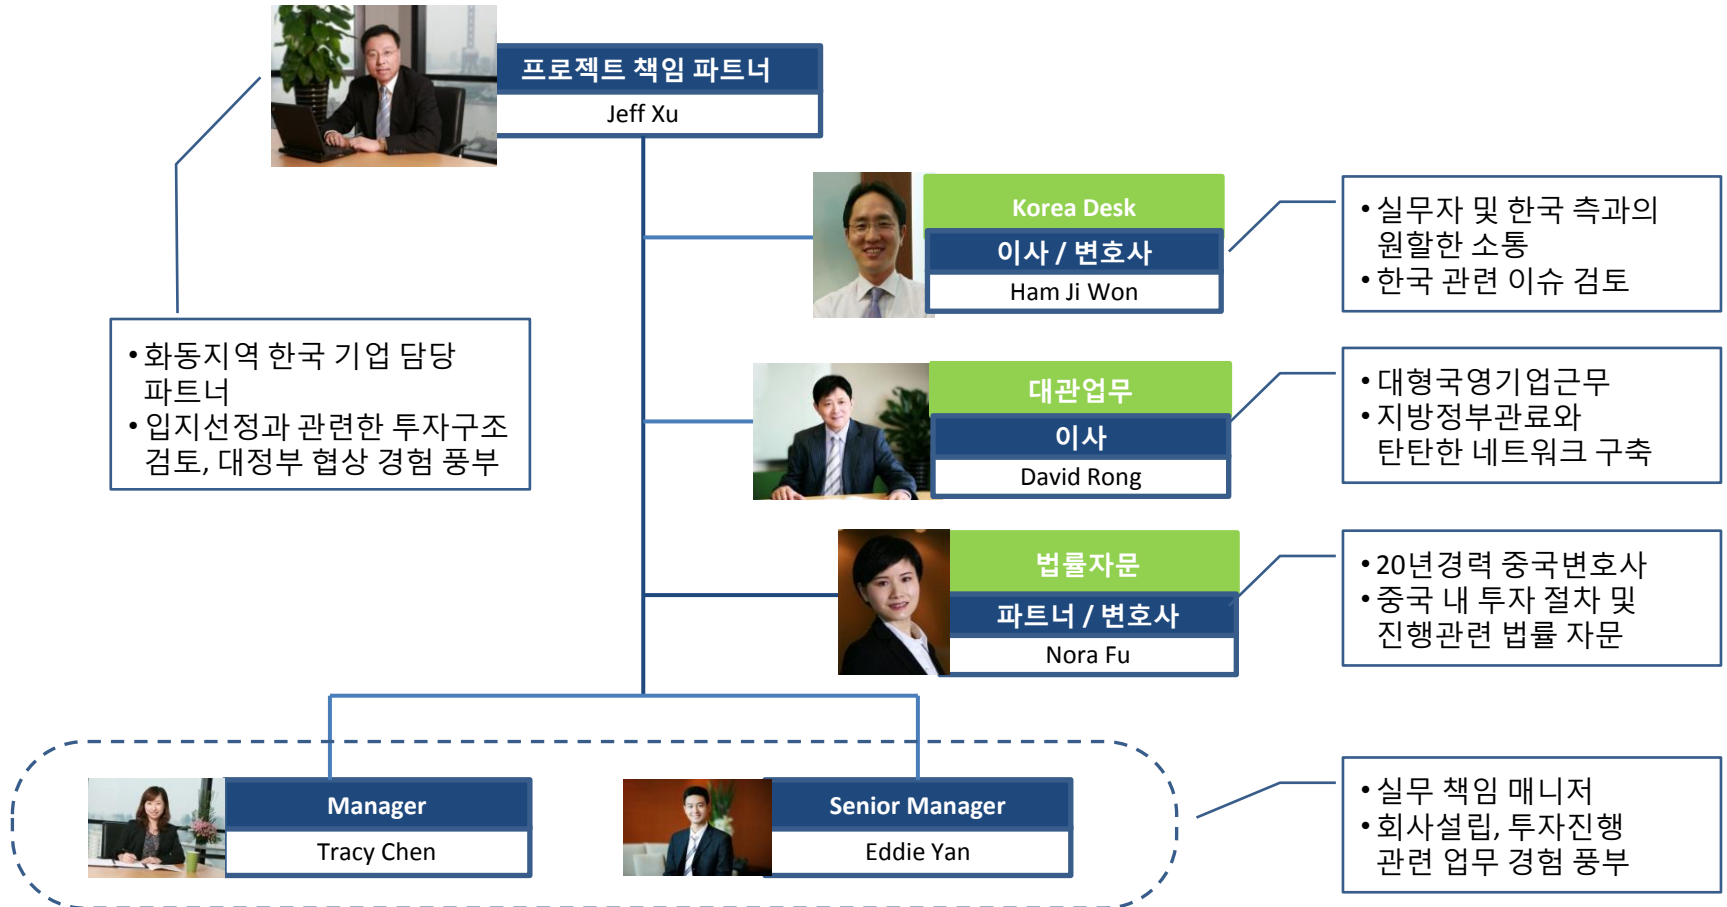 프로젝트 책임 파트너
Jeff Xu
Korea Desk
이사 / 변호사
Ham Ji Won
• 실무자 및 한국 측과의
원할한 소통
• 한국 관련 이슈 검토
• 화동지역 한국 기업 담당
파트너
• 입지선정과 관련한 투자구조
검토, 대정부 협상 경험 풍부
대관업무
이사
David Rong
• 대형국영기업근무
• 지방정부관료와
탄탄한 네트워크 구축
법률자문
파트너 / 변호사
Nora Fu
• 20년경력 중국변호사
• 중국 내 투자 절차 및
진행관련 법률 자문
Manager
Tracy Chen
Senior Manager
Eddie Yan
• 실무 책임 매니저
• 회사설립, 투자진행
관련 업무 경험 풍부